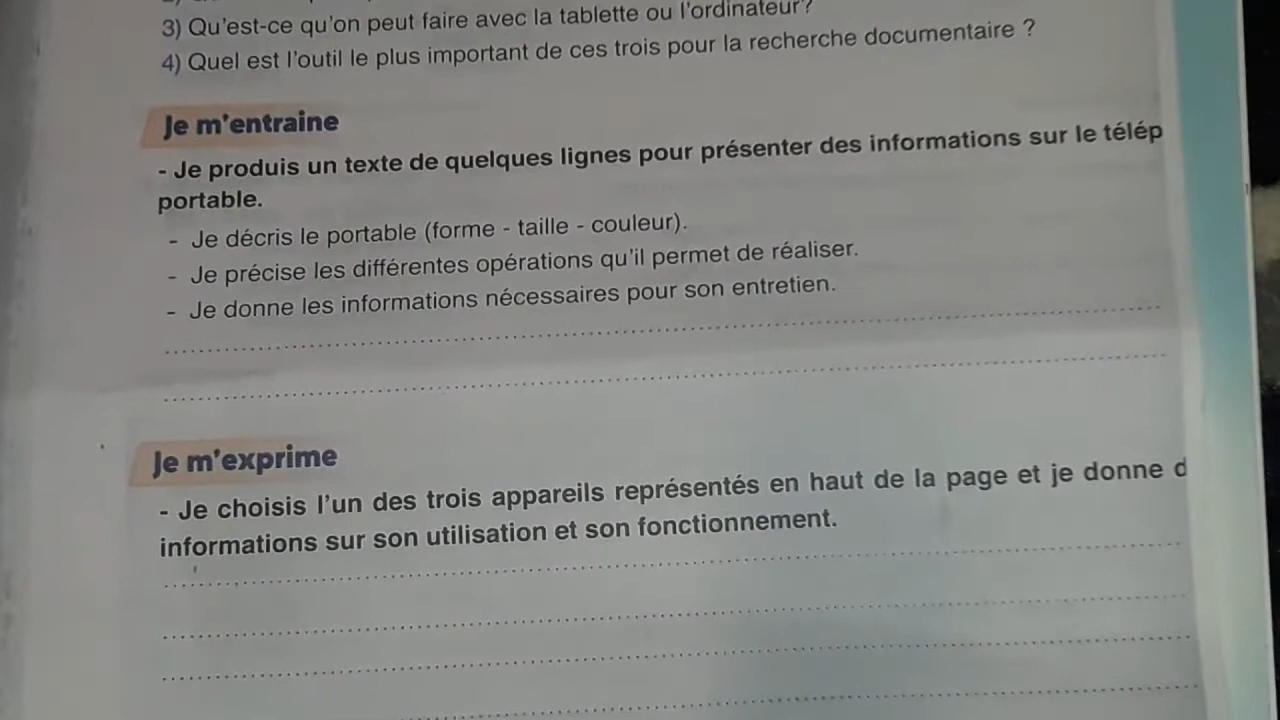 3) Qu'est-ce qu'on peut faire avec la tablette ou l'ordinateur?
4) Quel est l'outil le plus important de ces trois pour la recherche documentaire ?
Je m'entraine
- Je produis un texte de quelques lignes pour présenter des informations sur le télép
portable.
- Je décris le portable (forme - taille - couleur).
- Je précise les différentes opérations qu'il permet de réaliser.
- Je donne les informations nécessaires pour son entretien.
Je m'exprime
- Je choisis l'un des trois appareils représentés en haut de la page et je donne d
informations sur son utilisation et son fonctionnement.